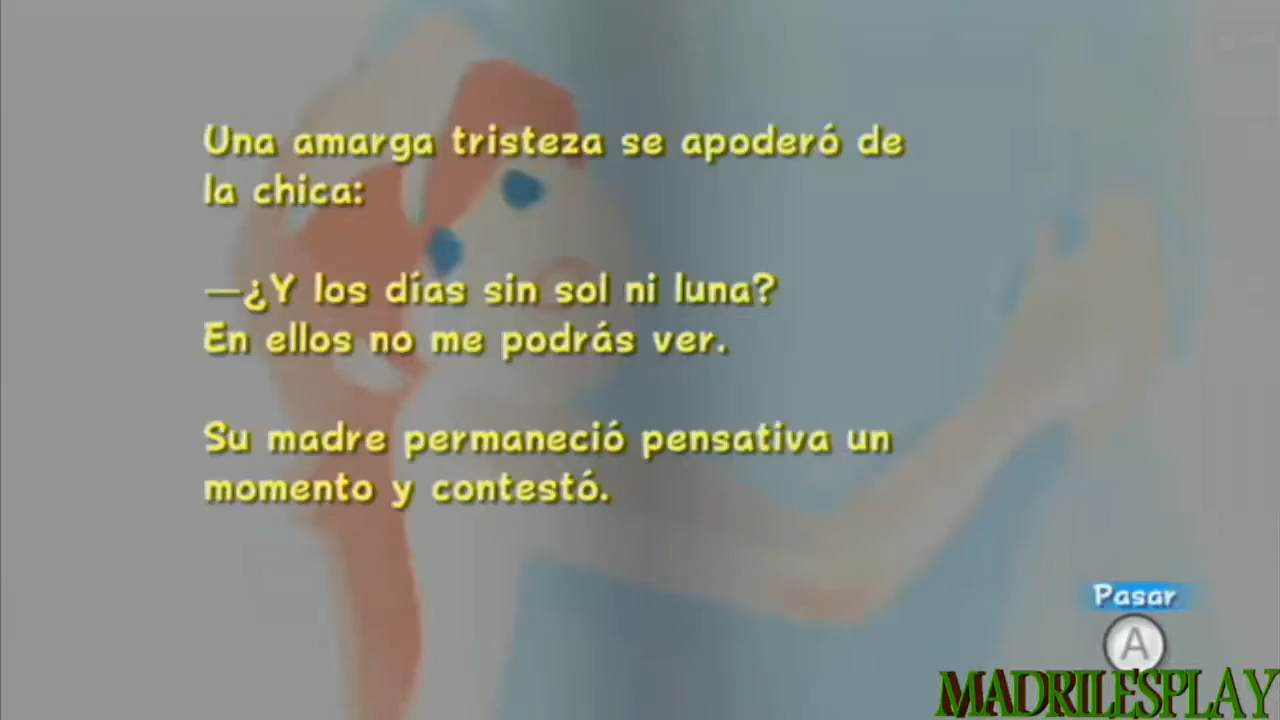 Una amarga tristeza se apoderó de
la chica:
—¿Y los días sin sol ni luna?
En ellos no me podrás ver.
Su madre permaneció pensativa un
momento y contestó.
Pasar
A
MADRILESPLAY